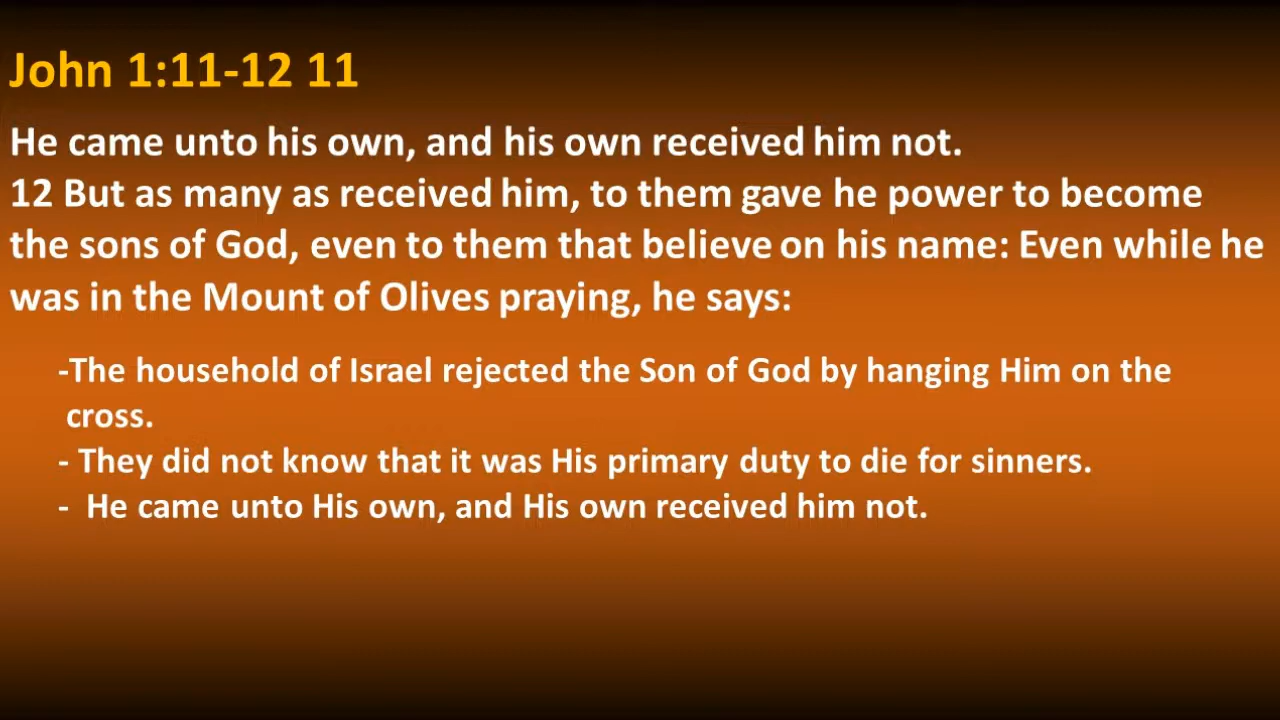 John 1:11-12 11
He came unto his own, and his own received him not.
12 But as many as received him, to them gave he power to become
the sons of God, even to them that believe on his name: Even while he
was in the Mount of Olives praying, he says:
-The household of Israel rejected the Son of God by hanging Him on the
cross.
- They did not know that it was His primary duty to die for sinners.
- He came unto His own, and His own received him not.